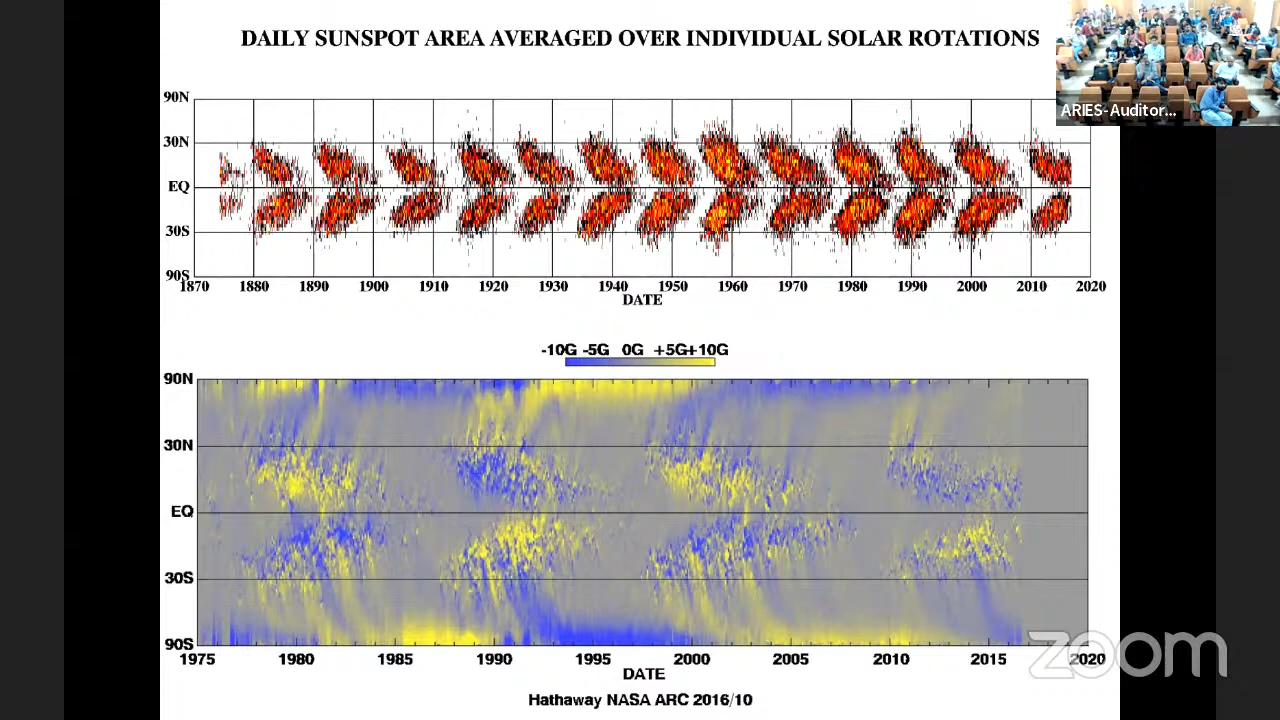 DAILY SUNSPOT AREA AVERAGED OVER INDIVIDUAL SOLAR ROTATIONS
ARIES-Auditor...
90N
30N
EQ
30S
90S
1870 1880 1890 1900 1910 1920 1930 1940 1950 1960 1970 1980 1990 2000 2010 2020
DATE
-10G -5G 0G +5G+10G
90N
30N
EQ
30S
90S
1975 1980 1985 1990 1995 2000 2005 2010 2015 2020
DATE
Hathaway NASA ARC 2016/10
zoom